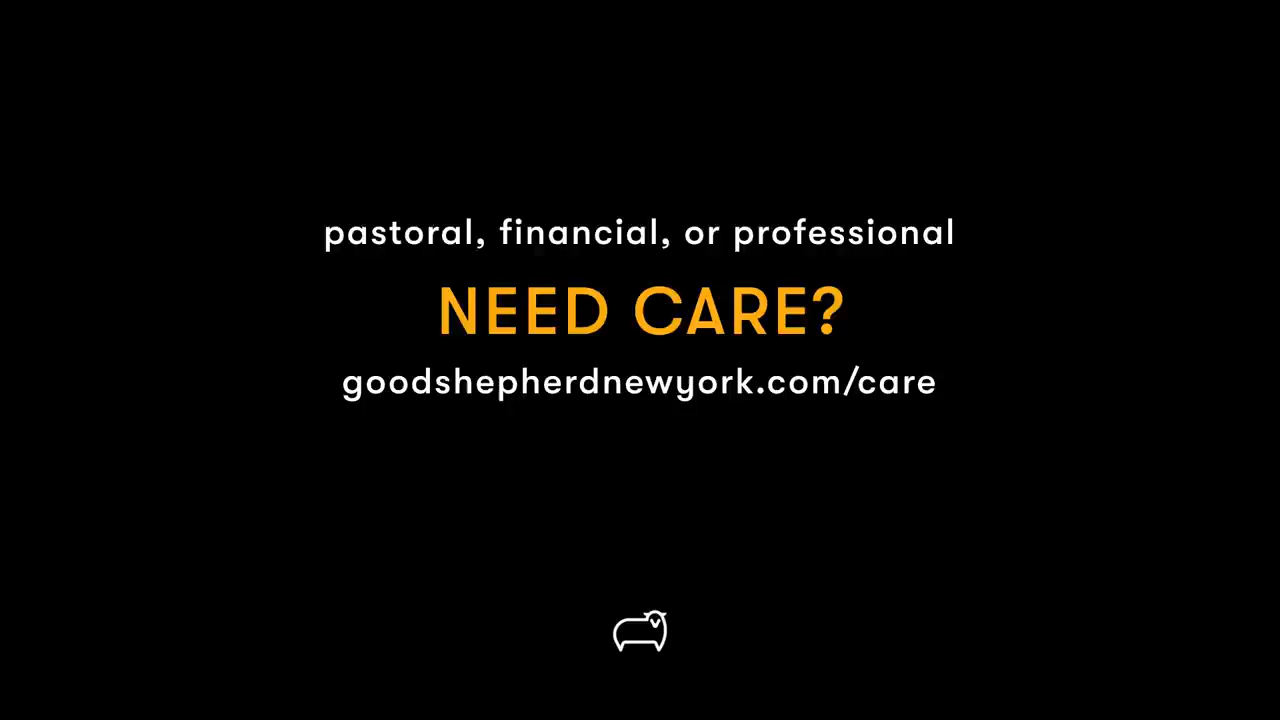 pastoral, financial, or professional
NEED CARE?
goodshepherdnewyork.com/care